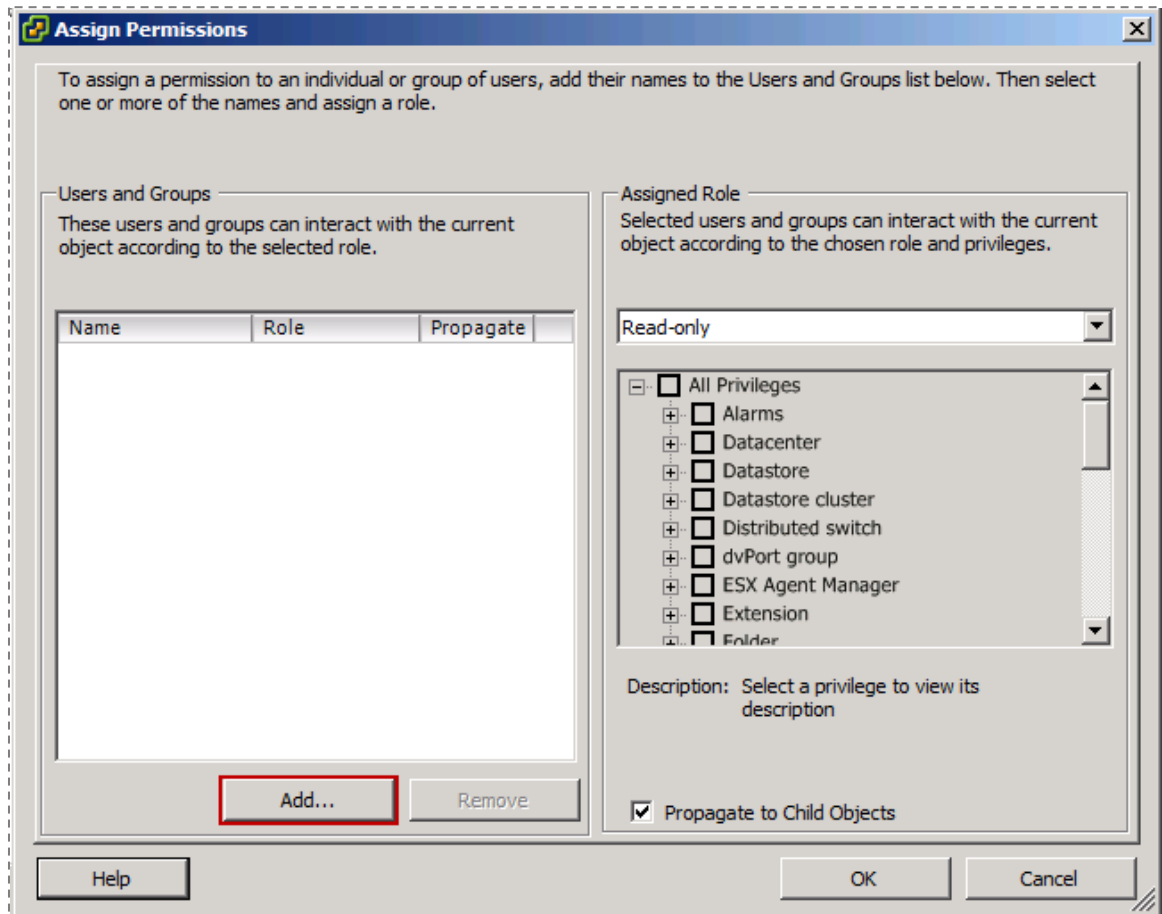 Assign Permissions
To assign a permission to an individual or group of users, add their names to the Users and Groups list below. Then select
one or more of the names and assign a role.
Users and Groups
These users and groups can interact with the current
object according to the selected role.
Name Role Propagate
Add...
Remove
Assigned Role
Selected users and groups can interact with the current
object according to the chosen role and privileges.
Read-only
All Privileges
Alarms
Datacenter
Datastore
Datastore cluster
Distributed switch
dvPort group
ESX Agent Manager
Extension
Folder
Description: Select a privilege to view its
description
Propagate to Child Objects
Help
OK
Cancel